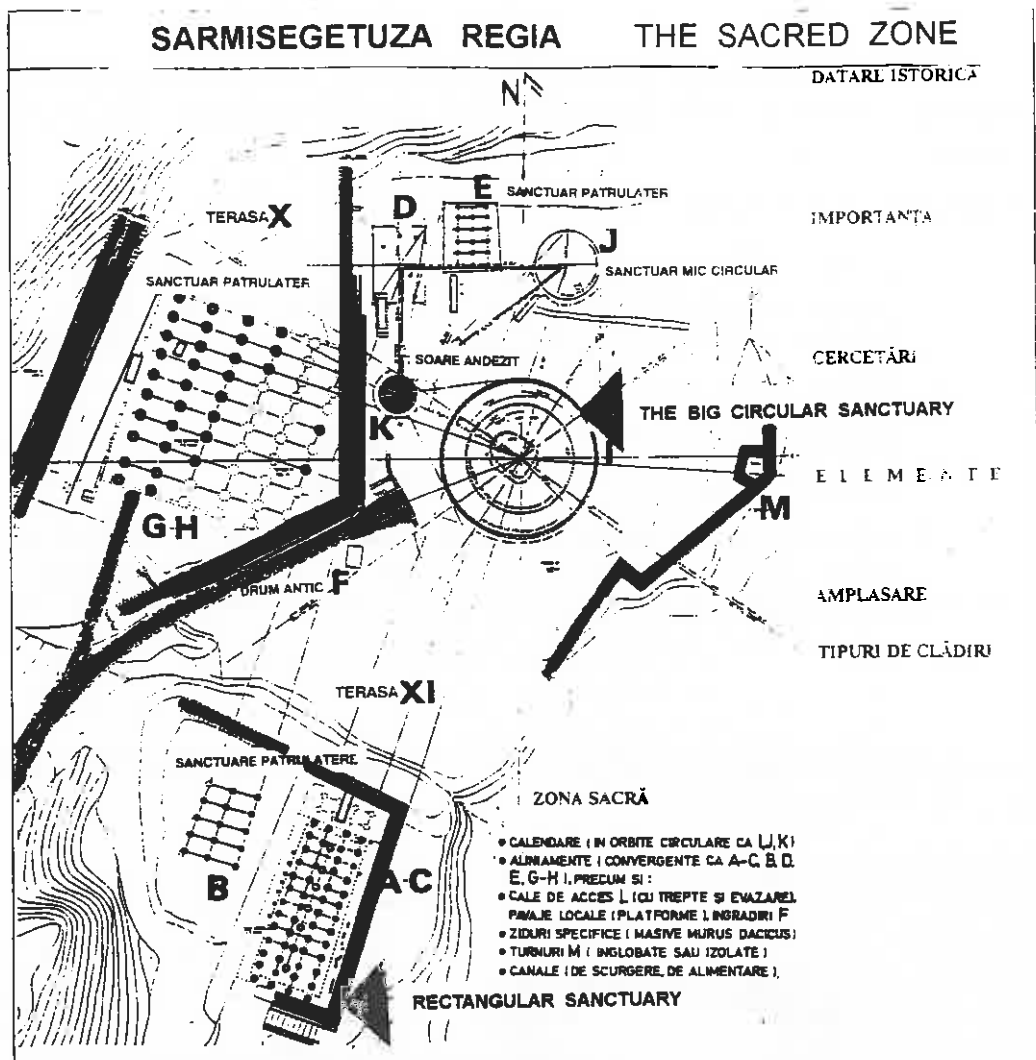 SARMISEGETUZA REGIA THE SACRED ZONE
DATARE ISTORICĂ
N
E SANCTUAR PATRULATER
D
TERASA X
IMPORTANTA
J
SANCTUAR MIC CIRCULAR
SANCTUAR PATRULATER
SOARE ANDEZIT
CERCETĂRI
THE BIG CIRCULAR SANCTUARY
K
I
E L E M E A T E
M
G-H
DRUM ANTIC F
AMPLASARE
TIPURI DE CLĂDIRI
TERASA XI
SANCTUARE PATRULATERE
B
A-C
ZONA SACRĂ
• CALENDARE ( IN ORBITE CIRCULARE CA I,J,K)
• ALINIAMENTE ( CONVERGENTE CA A-C, B, D,
E, G-H ), PRECUM SI :
• CALE DE ACCES L (CU TREPTE SI EVAZARE),
PAVAJE LOCALE (PLATFORME ), INGRADIRI F
• ZIDURI SPECIFICE ( MASIVE MURUS DACICUS)
• TURNURI M ( INGLOBATE SAU IZOLATE )
• CANALE ( DE SCURGERE, DE ALIMENTARE ),
RECTANGULAR SANCTUARY